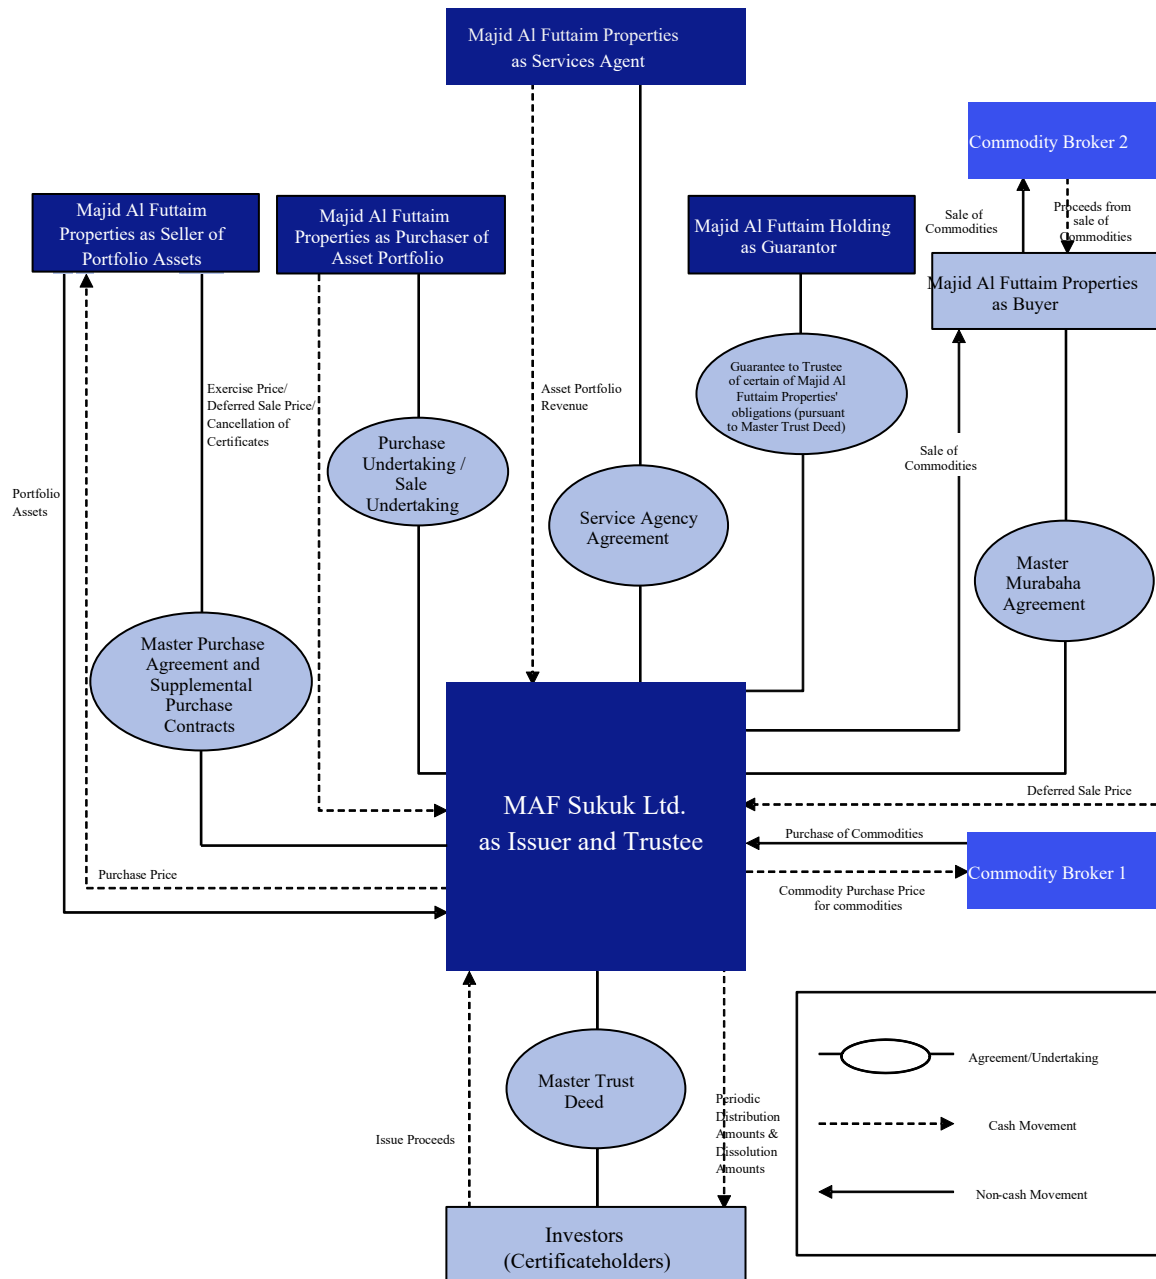 Majid Al Futtaim Properties
as Services Agent
Commodity Broker 2
Majid Al Futtaim
Properties as Seller of
Portfolio Assets
Majid Al Futtaim
Properties as Purchaser of
Asset Portfolio
Majid Al Futtaim Holding
as Guarantor
Sale of
Commodities
Proceeds from
sale of
Commodities
Majid Al Futtaim Properties
as Buyer
Exercise Price/
Deferred Sale Price/
Cancellation of
Certificates
Asset Portfolio
Revenue
Guarantee to Trustee
of certain of Majid Al
Futtaim Properties'
obligations (pursuant
to Master Trust Deed)
Purchase
Undertaking /
Sale
Undertaking
Sale of
Commodities
Portfolio
Assets
Service Agency
Agreement
Master
Murabaha
Agreement
Master Purchase
Agreement and
Supplemental
Purchase
Contracts
MAF Sukuk Ltd.
as Issuer and Trustee
Deferred Sale Price
Purchase of Commodities
Purchase Price
Commodity Purchase Price
for commodities
Commodity Broker 1
Master Trust
Deed
Issue Proceeds
Periodic
Distribution
Amounts &
Dissolution
Amounts
Agreement/Undertaking
Cash Movement
Non-cash Movement
Investors
(Certificateholders)